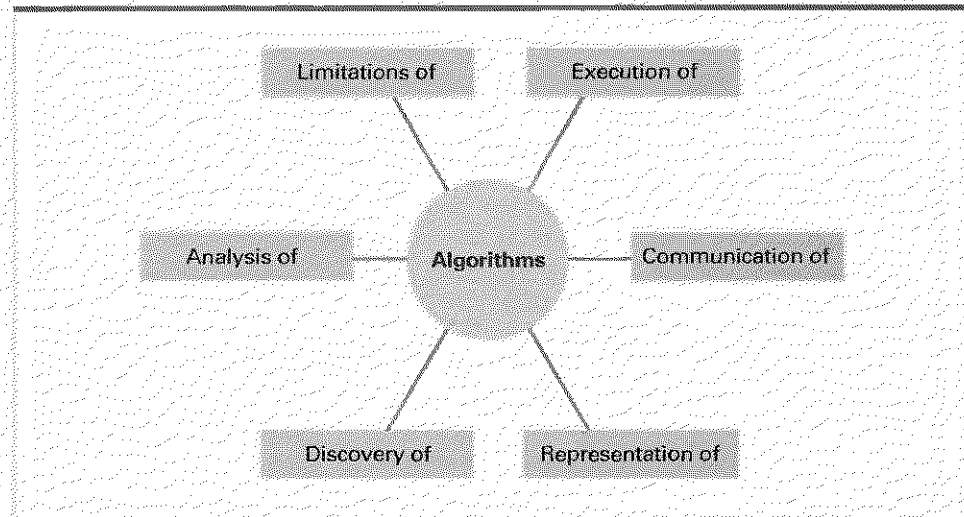 Limitations of
Execution of
Analysis of
Algorithms
Communication of
Discovery of
Representation of